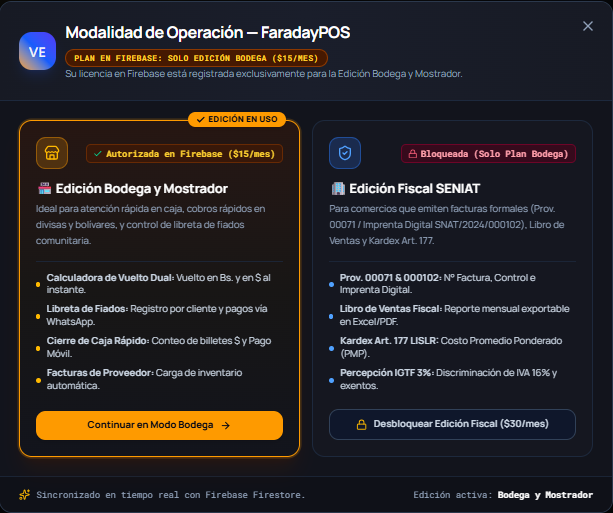 VE
Modalidad de Operación — FaradayPOS
PLAN EN FIREBASE: SOLO EDICIÓN BODEGA ($15/MES)
Su licencia en Firebase está registrada exclusivamente para la Edición Bodega y Mostrador.
EDICIÓN EN USO
Autorizada en Firebase ($15/mes)
Edición Bodega y Mostrador
Ideal para atención rápida en caja, cobros rápidos en
divisas y bolívares, y control de libreta de fiados
comunitaria.
Calculadora de Vuelto Dual: Vuelto en Bs. y en $ al
instante.
Libreta de Fiados: Registro por cliente y pagos vía
WhatsApp.
Cierre de Caja Rápido: Conteo de billetes $ y Pago
Móvil.
Facturas de Proveedor: Carga de inventario
automática.
Continuar en Modo Bodega →
Bloqueada (Solo Plan Bodega)
Edición Fiscal SENIAT
Para comercios que emiten facturas formales (Prov.
00071 / Imprenta Digital SNAT/2024/000102), Libro de
Ventas y Kardex Art. 177.
Prov. 00071 & 000102: N° Factura, Control e
Imprenta Digital.
Libro de Ventas Fiscal: Reporte mensual exportable
en Excel/PDF.
Kardex Art. 177 LISLR: Costo Promedio Ponderado
(PMP).
Percepción IGTF 3%: Discriminación de IVA 16% y
exentos.
Desbloquear Edición Fiscal ($30/mes)
Sincronizado en tiempo real con Firebase Firestore.
Edición activa: Bodega y Mostrador